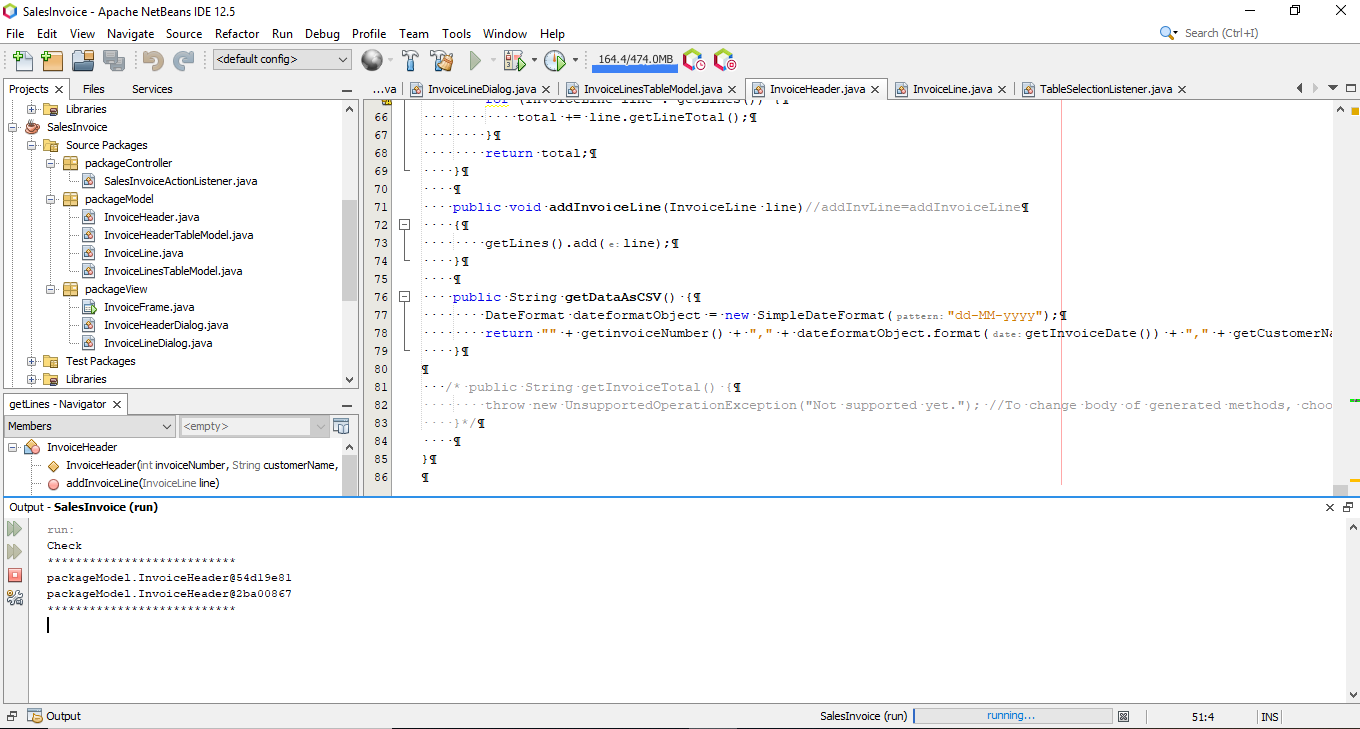 SalesInvoice - Apache NetBeans IDE 12.5
File Edit View Navigate Source Refactor Run Debug Profile Team Tools Window Help
Search (Ctrl+I)
<default config>
164.4/474.0MB
Projects Files Services
...va InvoiceLineDialog.java InvoiceLinesTableModel.java InvoiceHeader.java InvoiceLine.java TableSelectionListener.java
Libraries
SalesInvoice
Source Packages
packageController
SalesInvoiceActionListener.java
packageModel
InvoiceHeader.java
InvoiceHeaderTableModel.java
InvoiceLine.java
InvoiceLinesTableModel.java
packageView
InvoiceFrame.java
InvoiceHeaderDialog.java
InvoiceLineDialog.java
Test Packages
Libraries
getLines - Navigator
Members
<empty>
InvoiceHeader
InvoiceHeader(int invoiceNumber, String customerName,
addInvoiceLine(InvoiceLine line)
for (InvoiceLine line : getLines()) {¶
66 ············total += line.getLineTotal();¶
67 ········}¶
68 ········return total;¶
69 ····}¶
70 ····¶
71 ····public void addInvoiceLine(InvoiceLine line)//addInvLine=addInvoiceLine¶
72 ····{¶
73 ········getLines().add(e: line);¶
74 ····}¶
75 ····¶
76 ····public String getDataAsCSV() {¶
77 ········DateFormat dateformatObject = new SimpleDateFormat(pattern: "dd-MM-yyyy");¶
78 ········return "" + getinvoiceNumber() + "," + dateformatObject.format(date: getInvoiceDate()) + "," + getCustomerNa
79 ····}¶
80 ¶
81 ···/* public String getInvoiceTotal() {¶
82 ········throw new UnsupportedOperationException("Not supported yet."); //To change body of generated methods, choo
83 ····}*/¶
84 ····¶
85 }¶
86 ¶
Output - SalesInvoice (run)
run:
Check
***************************
packageModel.InvoiceHeader@54d19e81
packageModel.InvoiceHeader@2ba00867
***************************
Output
SalesInvoice (run)
running...
51:4
INS